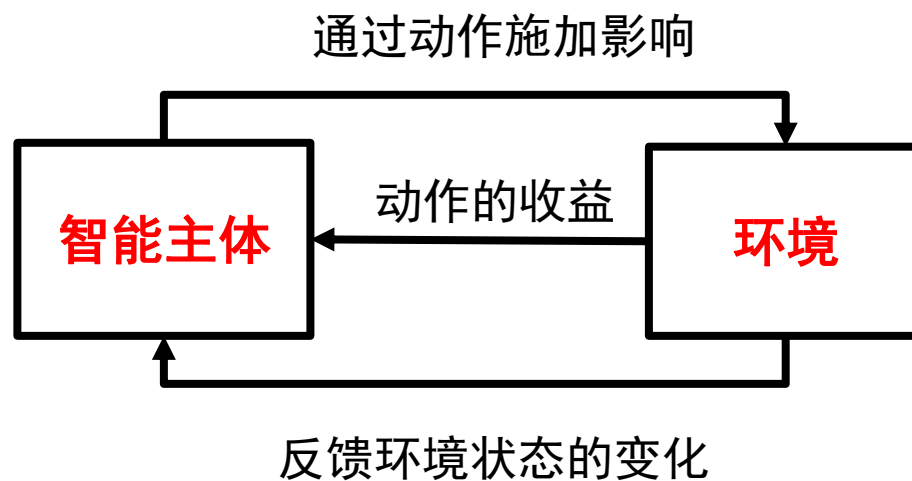 通过动作施加影响
动作的收益
智能主体
环境
反馈环境状态的变化